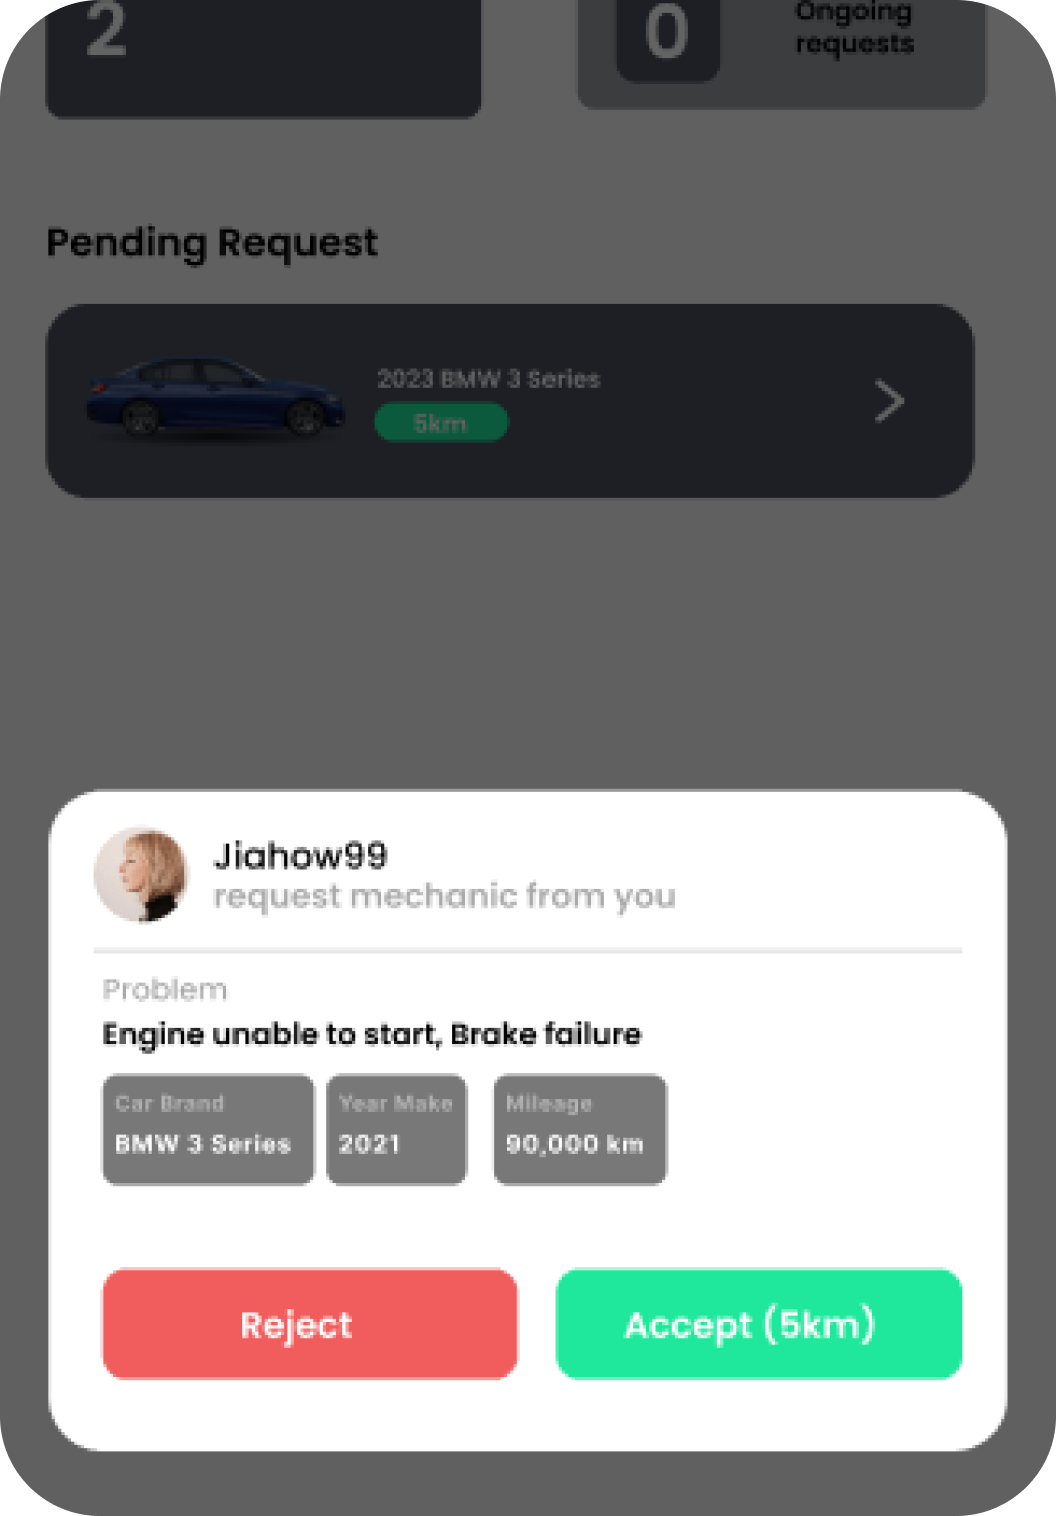 2
0
Ongoing
requests
Pending Request
2023 BMW 3 Series
5km
Jiahow99
request mechanic from you
Problem
Engine unable to start, Brake failure
Car Brand
BMW 3 Series
Year Make
2021
Mileage
90,000 km
Reject
Accept (5km)